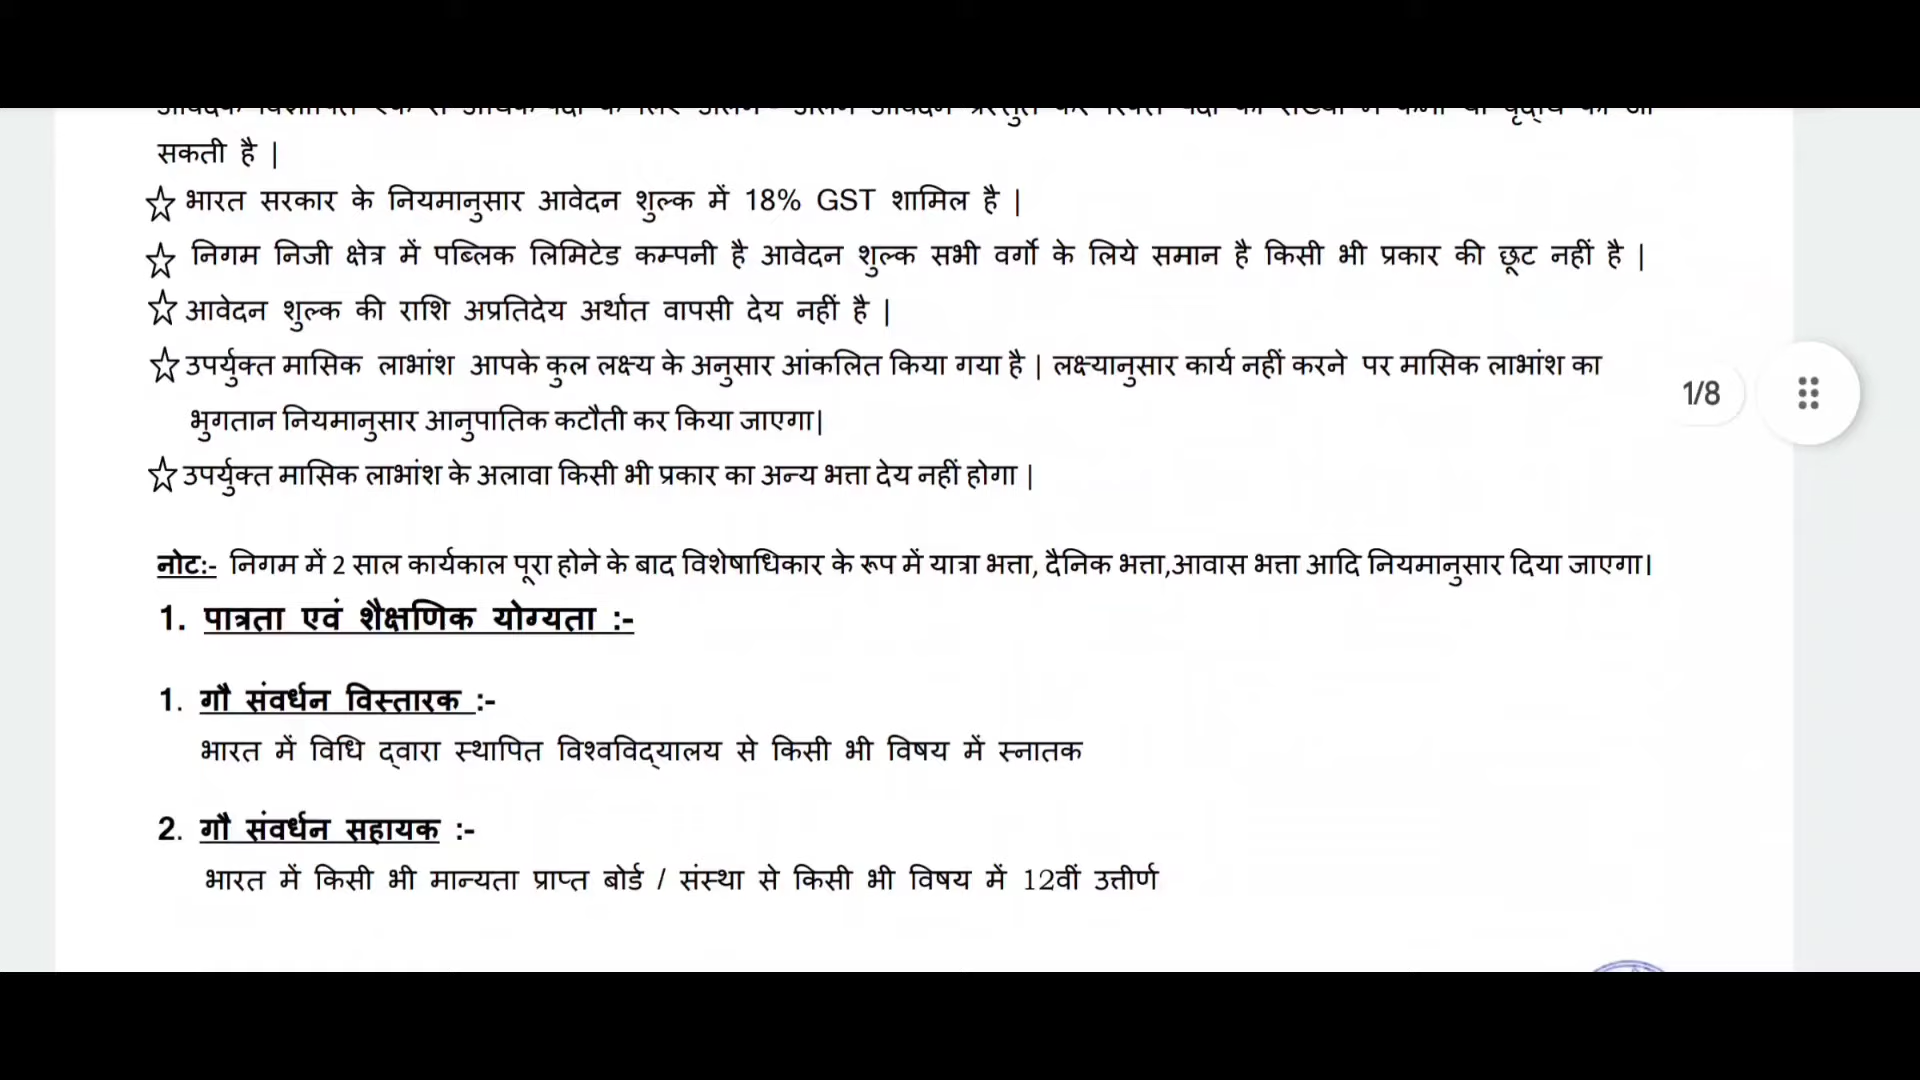 सकती है |
☆ भारत सरकार के नियमानुसार आवेदन शुल्क में 18% GST शामिल है |
☆ निगम निजी क्षेत्र में पब्लिक लिमिटेड कम्पनी है आवेदन शुल्क सभी वर्गो के लिये समान है किसी भी प्रकार की छूट नहीं है |
☆ आवेदन शुल्क की राशि अप्रतिदेय अर्थात वापसी देय नहीं है |
☆ उपर्युक्त मासिक लाभांश आपके कुल लक्ष्य के अनुसार आंकलित किया गया है | लक्ष्यानुसार कार्य नहीं करने पर मासिक लाभांश का
1/8
भुगतान नियमानुसार आनुपातिक कटौती कर किया जाएगा|
☆ उपर्युक्त मासिक लाभांश के अलावा किसी भी प्रकार का अन्य भत्ता देय नहीं होगा |
नोट:- निगम में 2 साल कार्यकाल पूरा होने के बाद विशेषाधिकार के रूप में यात्रा भत्ता, दैनिक भत्ता,आवास भत्ता आदि नियमानुसार दिया जाएगा।
1. पात्रता एवं शैक्षणिक योग्यता :-
1. गौ संवर्धन विस्तारक :-
भारत में विधि द्वारा स्थापित विश्वविद्यालय से किसी भी विषय में स्नातक
2. गौ संवर्धन सहायक :-
भारत में किसी भी मान्यता प्राप्त बोर्ड / संस्था से किसी भी विषय में 12वीं उत्तीर्ण